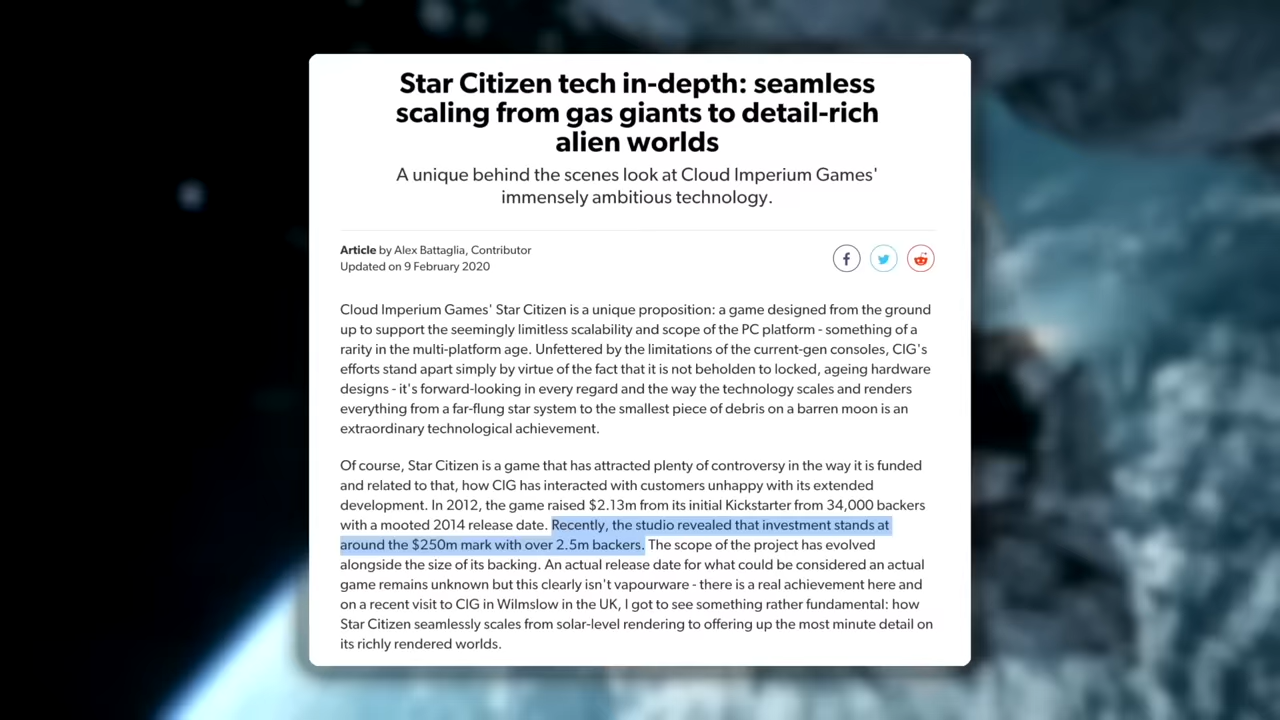 Star Citizen tech in-depth: seamless
scaling from gas giants to detail-rich
alien worlds
A unique behind the scenes look at Cloud Imperium Games'
immensely ambitious technology.
Article by Alex Battaglia, Contributor
Updated on 9 February 2020
Cloud Imperium Games' Star Citizen is a unique proposition: a game designed from the ground
up to support the seemingly limitless scalability and scope of the PC platform - something of a
rarity in the multi-platform age. Unfettered by the limitations of the current-gen consoles, CIG's
efforts stand apart simply by virtue of the fact that it is not beholden to locked, ageing hardware
designs - it's forward-looking in every regard and the way the technology scales and renders
everything from a far-flung star system to the smallest piece of debris on a barren moon is an
extraordinary technological achievement.
Of course, Star Citizen is a game that has attracted plenty of controversy in the way it is funded
and related to that, how CIG has interacted with customers unhappy with its extended
development. In 2012, the game raised $2.13m from its initial Kickstarter from 34,000 backers
with a mooted 2014 release date. Recently, the studio revealed that investment stands at
around the $250m mark with over 2.5m backers. The scope of the project has evolved
alongside the size of its backing. An actual release date for what could be considered an actual
game remains unknown but this clearly isn't vapourware - there is a real achievement here and
on a recent visit to CIG in Wilmslow in the UK, I got to see something rather fundamental: how
Star Citizen seamlessly scales from solar-level rendering to offering up the most minute detail on
its richly rendered worlds.